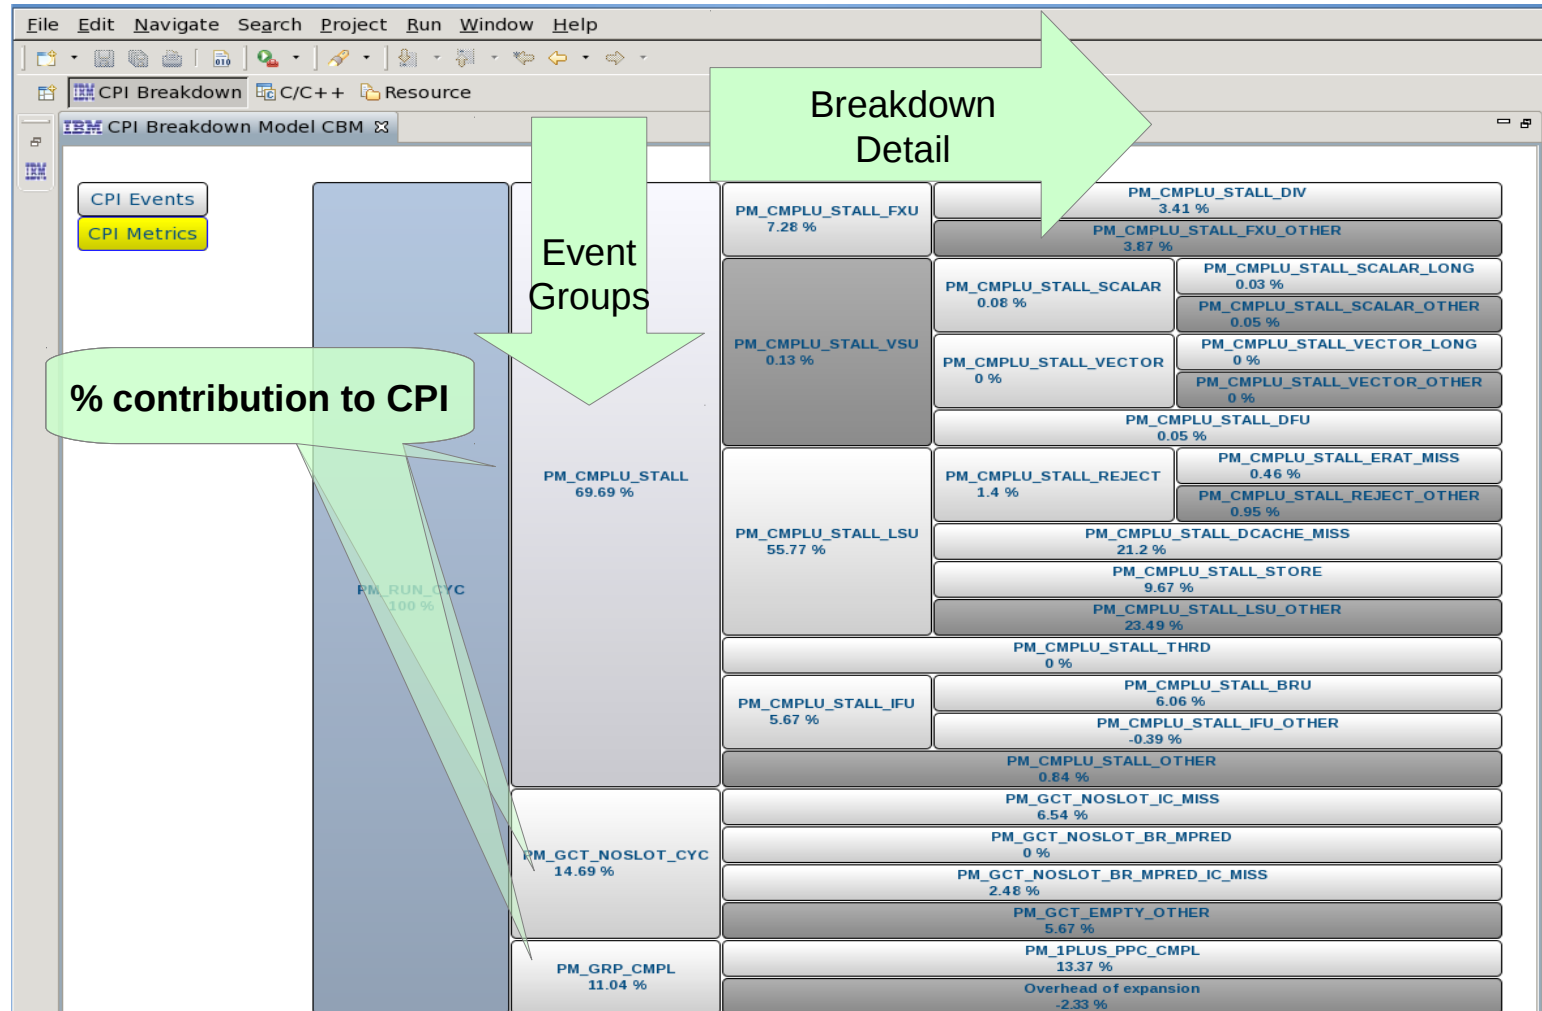 File Edit Navigate Search Project Run Window Help
010
IBM CPI Breakdown C/C++ Resource
IBM CPI Breakdown Model CBM
IBM
Breakdown
Detail
CPI Events
CPI Metrics
Event
Groups
% contribution to CPI
PM_RUN_CYC
100 %
PM_CMPLU_STALL
69.69 %
PM_CMPLU_STALL_FXU
7.28 %
PM_CMPLU_STALL_DIV
3.41 %
PM_CMPLU_STALL_FXU_OTHER
3.87 %
PM_CMPLU_STALL_VSU
0.13 %
PM_CMPLU_STALL_SCALAR
0.08 %
PM_CMPLU_STALL_SCALAR_LONG
0.03 %
PM_CMPLU_STALL_SCALAR_OTHER
0.05 %
PM_CMPLU_STALL_VECTOR
0 %
PM_CMPLU_STALL_VECTOR_LONG
0 %
PM_CMPLU_STALL_VECTOR_OTHER
0 %
PM_CMPLU_STALL_DFU
0.05 %
PM_CMPLU_STALL_LSU
55.77 %
PM_CMPLU_STALL_REJECT
1.4 %
PM_CMPLU_STALL_ERAT_MISS
0.46 %
PM_CMPLU_STALL_REJECT_OTHER
0.95 %
PM_CMPLU_STALL_DCACHE_MISS
21.2 %
PM_CMPLU_STALL_STORE
9.67 %
PM_CMPLU_STALL_LSU_OTHER
23.49 %
PM_CMPLU_STALL_THRD
0 %
PM_CMPLU_STALL_IFU
5.67 %
PM_CMPLU_STALL_BRU
6.06 %
PM_CMPLU_STALL_IFU_OTHER
-0.39 %
PM_CMPLU_STALL_OTHER
0.84 %
PM_GCT_NOSLOT_CYC
14.69 %
PM_GCT_NOSLOT_IC_MISS
6.54 %
PM_GCT_NOSLOT_BR_MPRED
0 %
PM_GCT_NOSLOT_BR_MPRED_IC_MISS
2.48 %
PM_GCT_EMPTY_OTHER
5.67 %
PM_GRP_CMPL
11.04 %
PM_1PLUS_PPC_CMPL
13.37 %
Overhead of expansion
-2.33 %